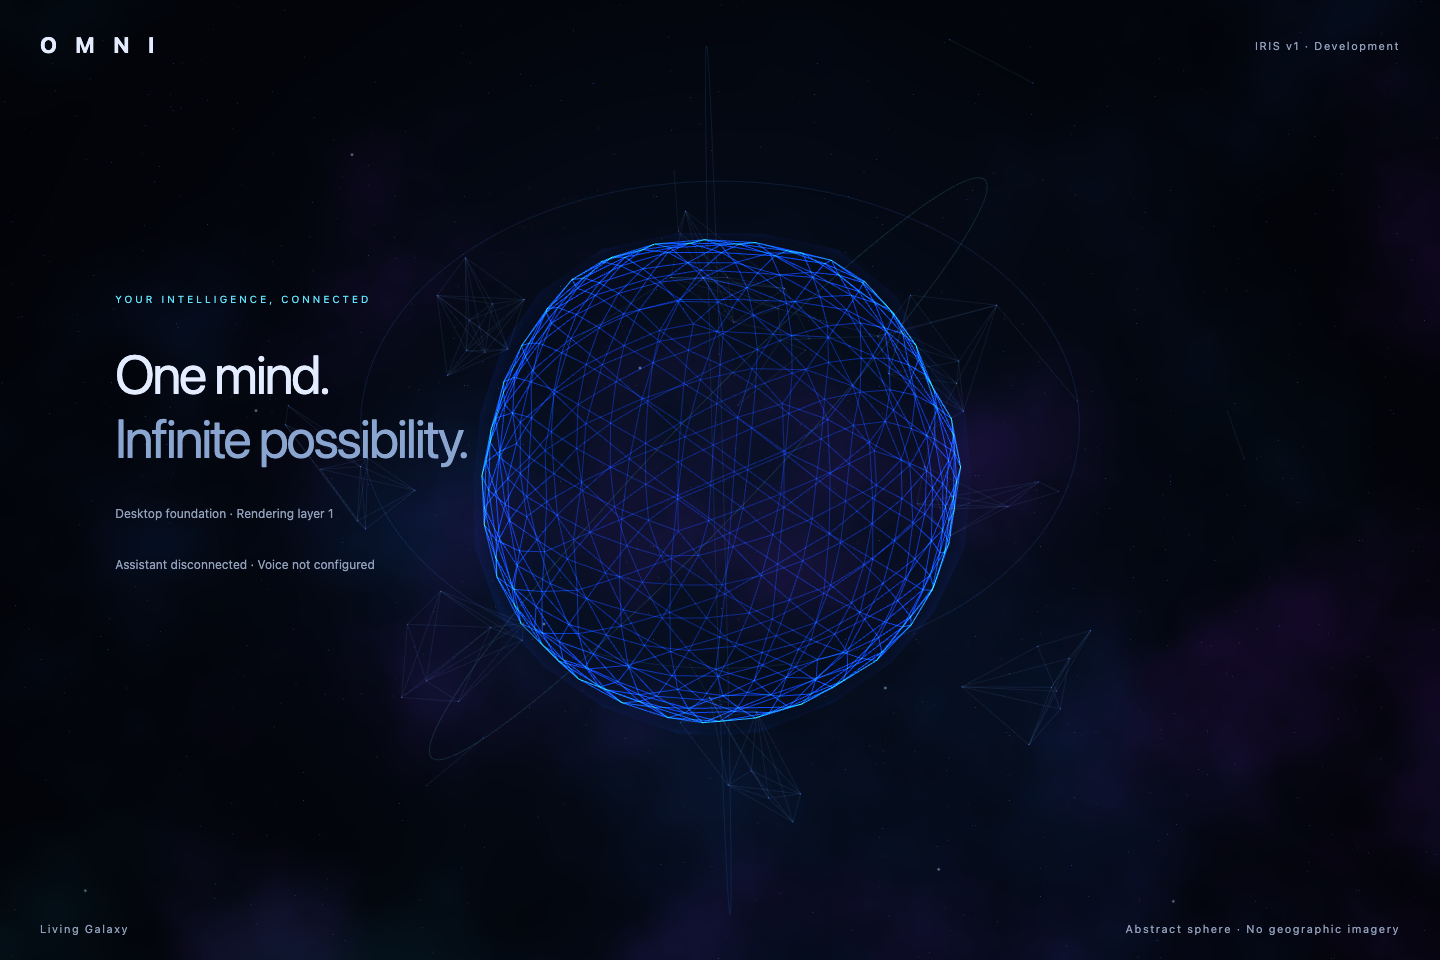 OMNI
IRIS v1 · Development
YOUR INTELLIGENCE, CONNECTED
One mind.
Infinite possibility.
Desktop foundation · Rendering layer 1
Assistant disconnected · Voice not configured
Living Galaxy
Abstract sphere · No geographic imagery